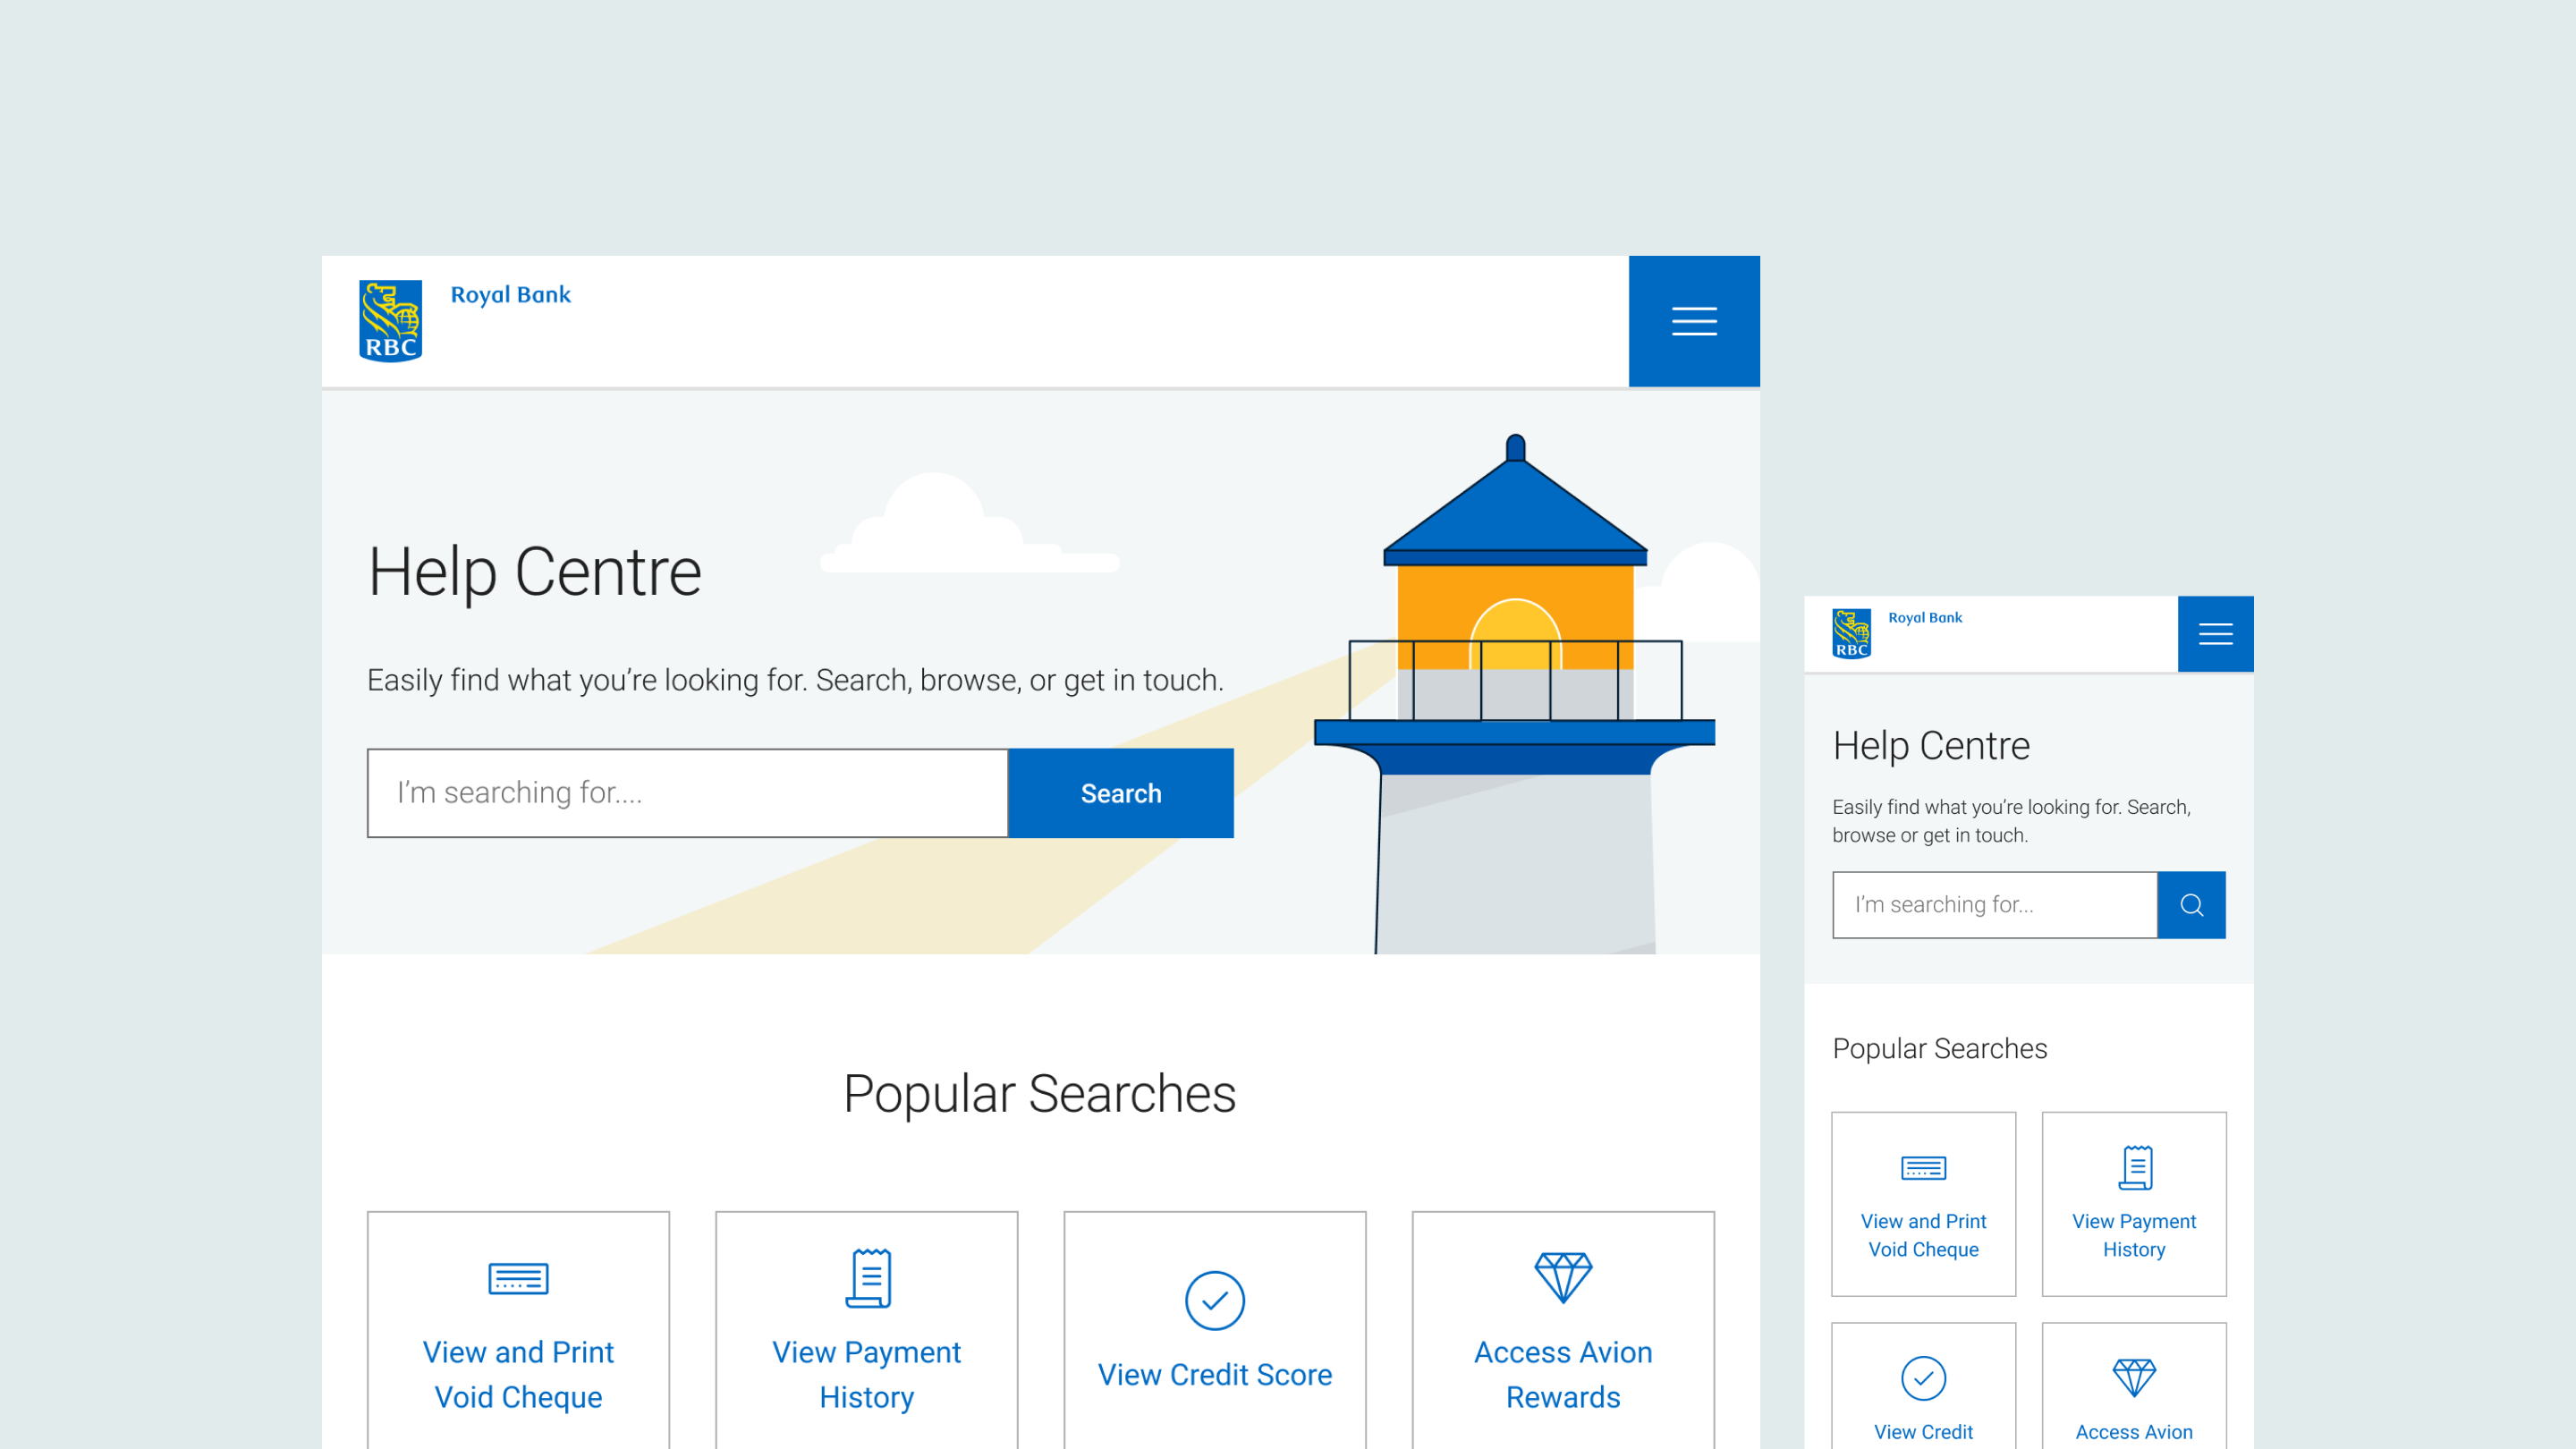 RBC
Royal Bank
Help Centre
Easily find what you’re looking for. Search, browse, or get in touch.
I’m searching for....
Search
Popular Searches
View and Print
Void Cheque
View Payment
History
View Credit Score
Access Avion
Rewards
RBC
Royal Bank
Help Centre
Easily find what you’re looking for. Search,
browse or get in touch.
I’m searching for...
Popular Searches
View and Print
Void Cheque
View Payment
History
View Credit
Access Avion